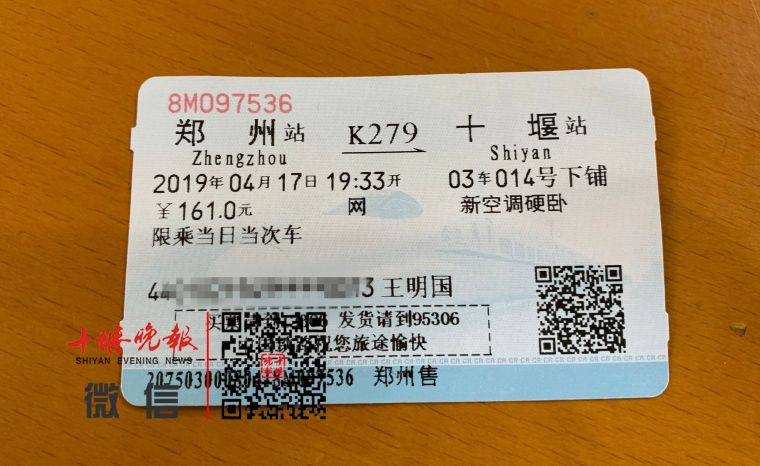 8M097536
郑州站 K279 十堰站
Zhengzhou Shiyan
2019年04月17日19:33开 03车014号下铺
￥161.0元 网 新空调硬卧
限乘当日当次车
3 王明国
发货请到95306
您旅途愉快
097536 郑州售
十堰晚报
SHIYAN EVENING NEWS
微信